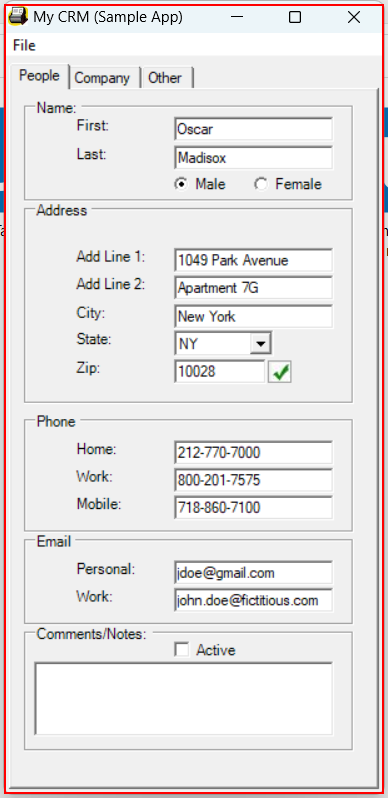 My CRM (Sample App)
File
People Company Other
Name:
First: Oscar
Last: Madisox
Male Female
Address
Add Line 1: 1049 Park Avenue
Add Line 2: Apartment 7G
City: New York
State: NY
Zip: 10028
Phone
Home: 212-770-7000
Work: 800-201-7575
Mobile: 718-860-7100
Email
Personal: jdoe@gmail.com
Work: john.doe@fictitious.com
Comments/Notes:
Active